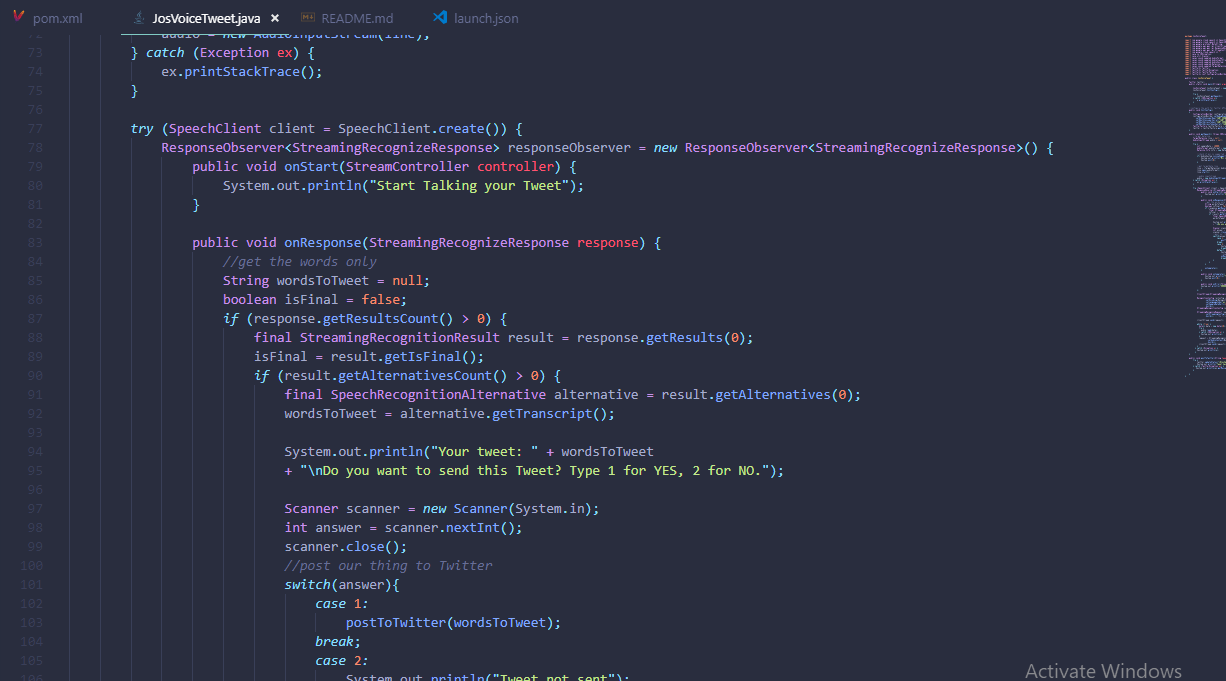 pom.xml JosVoiceTweet.java × README.md launch.json
72 audio = new AudioInputStream(line);
73 } catch (Exception ex) {
74 ex.printStackTrace();
75 }
76
77 try (SpeechClient client = SpeechClient.create()) {
78 ResponseObserver<StreamingRecognizeResponse> responseObserver = new ResponseObserver<StreamingRecognizeResponse>() {
79 public void onStart(StreamController controller) {
80 System.out.println("Start Talking your Tweet");
81 }
82
83 public void onResponse(StreamingRecognizeResponse response) {
84 //get the words only
85 String wordsToTweet = null;
86 boolean isFinal = false;
87 if (response.getResultsCount() > 0) {
88 final StreamingRecognitionResult result = response.getResults(0);
89 isFinal = result.getIsFinal();
90 if (result.getAlternativesCount() > 0) {
91 final SpeechRecognitionAlternative alternative = result.getAlternatives(0);
92 wordsToTweet = alternative.getTranscript();
93
94 System.out.println("Your tweet: " + wordsToTweet
95 + "\nDo you want to send this Tweet? Type 1 for YES, 2 for NO.");
96
97 Scanner scanner = new Scanner(System.in);
98 int answer = scanner.nextInt();
99 scanner.close();
100 //post our thing to Twitter
101 switch(answer){
102 case 1:
103 postToTwitter(wordsToTweet);
104 break;
105 case 2:
106 System.out.println("Tweet not sent");
Activate Windows